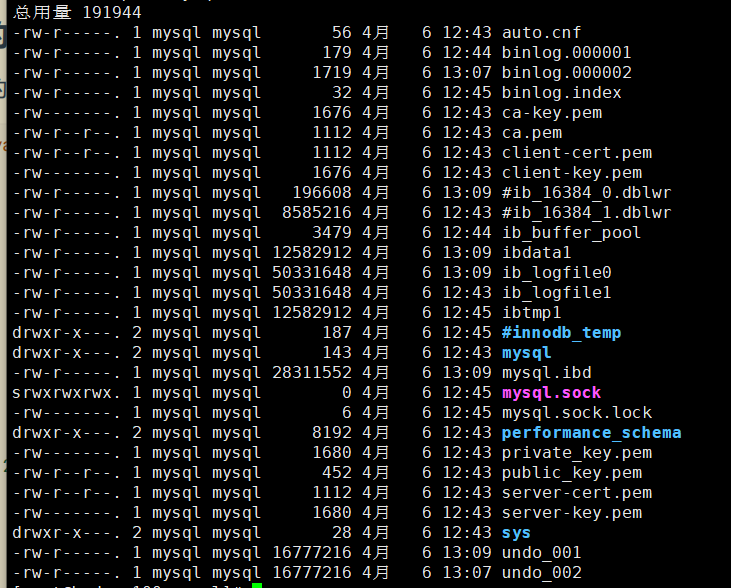 总用量 191944
-rw-r-----. 1 mysql mysql       56 4月   6 12:43 auto.cnf
-rw-r-----. 1 mysql mysql      179 4月   6 12:44 binlog.000001
-rw-r-----. 1 mysql mysql     1719 4月   6 13:07 binlog.000002
-rw-r-----. 1 mysql mysql       32 4月   6 12:45 binlog.index
-rw-------. 1 mysql mysql     1676 4月   6 12:43 ca-key.pem
-rw-r--r--. 1 mysql mysql     1112 4月   6 12:43 ca.pem
-rw-r--r--. 1 mysql mysql     1112 4月   6 12:43 client-cert.pem
-rw-------. 1 mysql mysql     1676 4月   6 12:43 client-key.pem
-rw-r-----. 1 mysql mysql   196608 4月   6 13:09 #ib_16384_0.dblwr
-rw-r-----. 1 mysql mysql  8585216 4月   6 12:43 #ib_16384_1.dblwr
-rw-r-----. 1 mysql mysql     3479 4月   6 12:44 ib_buffer_pool
-rw-r-----. 1 mysql mysql 12582912 4月   6 13:09 ibdata1
-rw-r-----. 1 mysql mysql 50331648 4月   6 13:09 ib_logfile0
-rw-r-----. 1 mysql mysql 50331648 4月   6 12:43 ib_logfile1
-rw-r-----. 1 mysql mysql 12582912 4月   6 12:45 ibtmp1
drwxr-x---. 2 mysql mysql      187 4月   6 12:45 #innodb_temp
drwxr-x---. 2 mysql mysql      143 4月   6 12:43 mysql
-rw-r-----. 1 mysql mysql 28311552 4月   6 13:09 mysql.ibd
srwxrwxrwx. 1 mysql mysql        0 4月   6 12:45 mysql.sock
-rw-------. 1 mysql mysql        6 4月   6 12:45 mysql.sock.lock
drwxr-x---. 2 mysql mysql     8192 4月   6 12:43 performance_schema
-rw-------. 1 mysql mysql     1680 4月   6 12:43 private_key.pem
-rw-r--r--. 1 mysql mysql      452 4月   6 12:43 public_key.pem
-rw-r--r--. 1 mysql mysql     1112 4月   6 12:43 server-cert.pem
-rw-------. 1 mysql mysql     1680 4月   6 12:43 server-key.pem
drwxr-x---. 2 mysql mysql       28 4月   6 12:43 sys
-rw-r-----. 1 mysql mysql 16777216 4月   6 13:09 undo_001
-rw-r-----. 1 mysql mysql 16777216 4月   6 13:07 undo_002